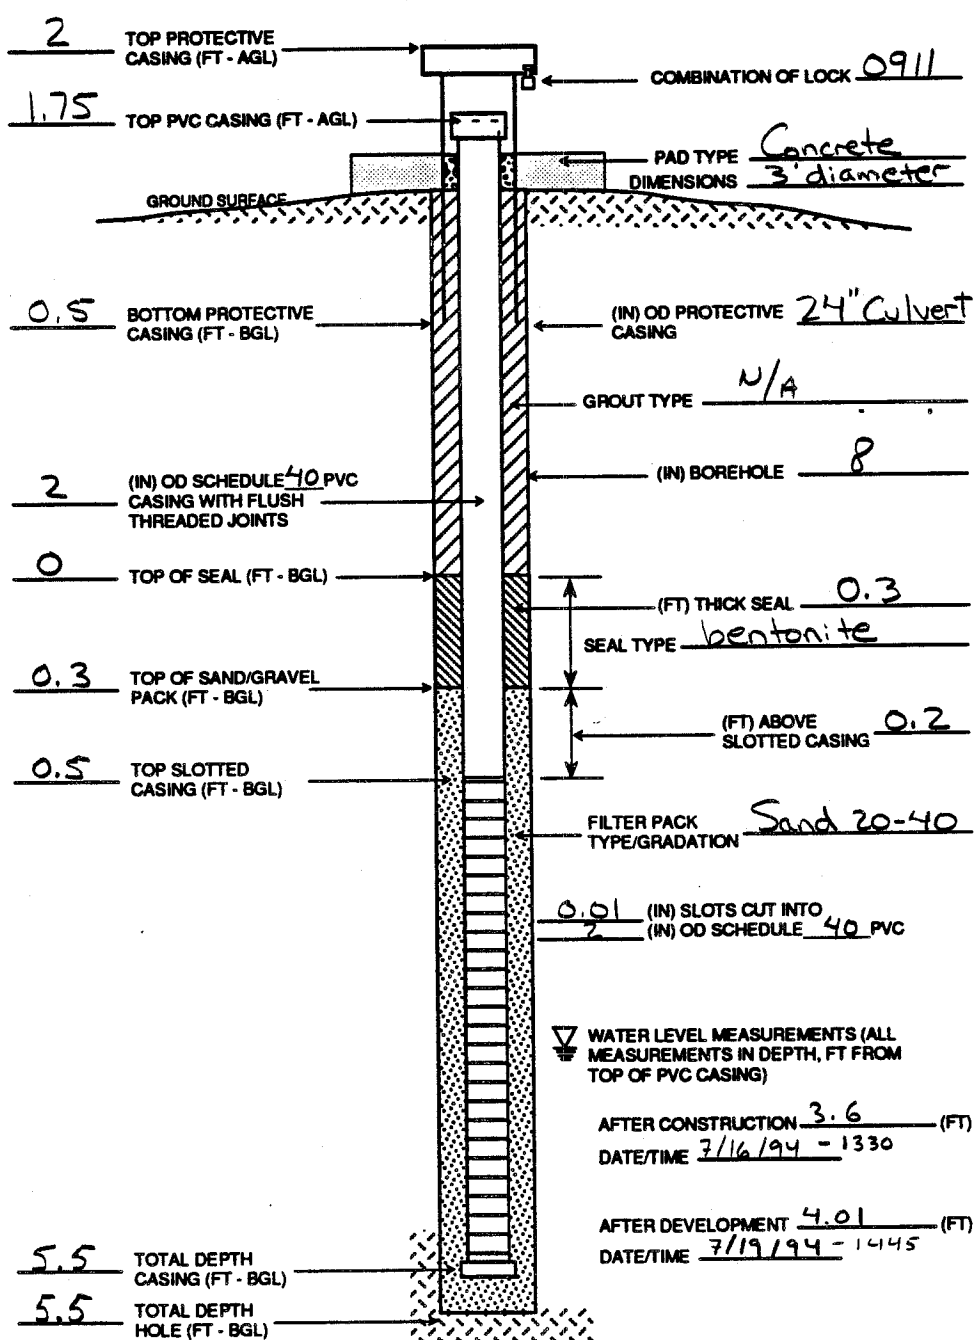 2 TOP PROTECTIVE
CASING (FT - AGL)
COMBINATION OF LOCK 0911
1.75 TOP PVC CASING (FT - AGL)
PAD TYPE Concrete
DIMENSIONS 3' diameter
GROUND SURFACE
0.5 BOTTOM PROTECTIVE
CASING (FT - BGL)
(IN) OD PROTECTIVE 24" Culvert
CASING
GROUT TYPE N/A
(IN) BOREHOLE 8
2 (IN) OD SCHEDULE 40 PVC
CASING WITH FLUSH
THREADED JOINTS
0 TOP OF SEAL (FT - BGL)
(FT) THICK SEAL 0.3
SEAL TYPE bentonite
0.3 TOP OF SAND/GRAVEL
PACK (FT - BGL)
(FT) ABOVE
SLOTTED CASING 0.2
0.5 TOP SLOTTED
CASING (FT - BGL)
FILTER PACK
TYPE/GRADATION Sand 20-40
0.01 (IN) SLOTS CUT INTO
2 (IN) OD SCHEDULE 40 PVC
WATER LEVEL MEASUREMENTS (ALL
MEASUREMENTS IN DEPTH, FT FROM
TOP OF PVC CASING)
AFTER CONSTRUCTION 3.6 (FT)
DATE/TIME 7/16/94 - 1330
AFTER DEVELOPMENT 4.01 (FT)
DATE/TIME 7/19/94 - 1445
5.5 TOTAL DEPTH
CASING (FT - BGL)
5.5 TOTAL DEPTH
HOLE (FT - BGL)